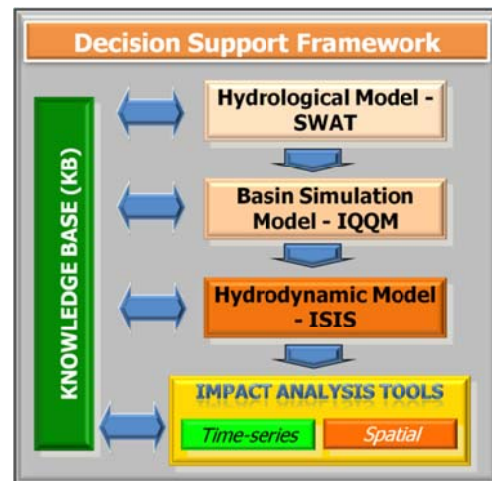 Decision Support Framework
KNOWLEDGE BASE (KB)
Hydrological Model -
SWAT
Basin Simulation
Model - IQQM
Hydrodynamic Model
- ISIS
IMPACT ANALYSIS TOOLS
Time-series
Spatial